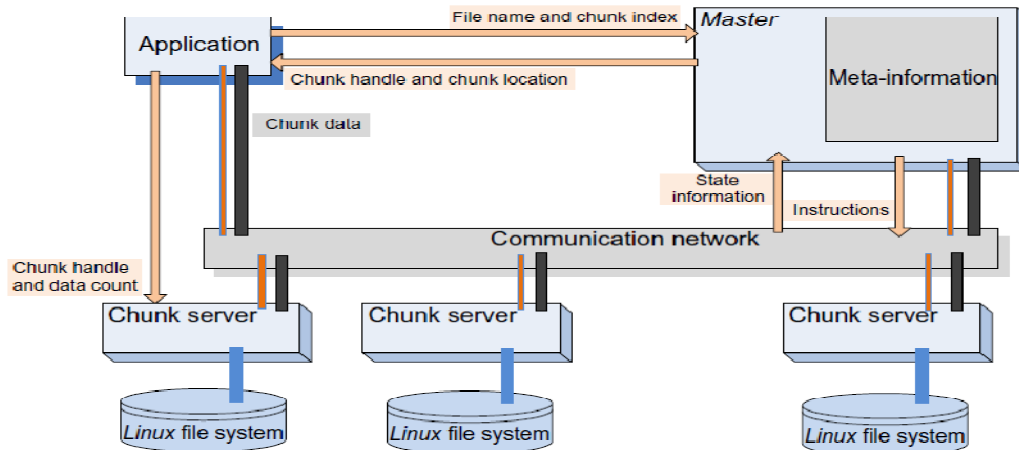 File name and chunk index
Master
Application
Chunk handle and chunk location
Meta-information
Chunk data
State
information
Instructions
Communication network
Chunk handle
and data count
Chunk server
Chunk server
Chunk server
Linux file system
Linux file system
Linux file system